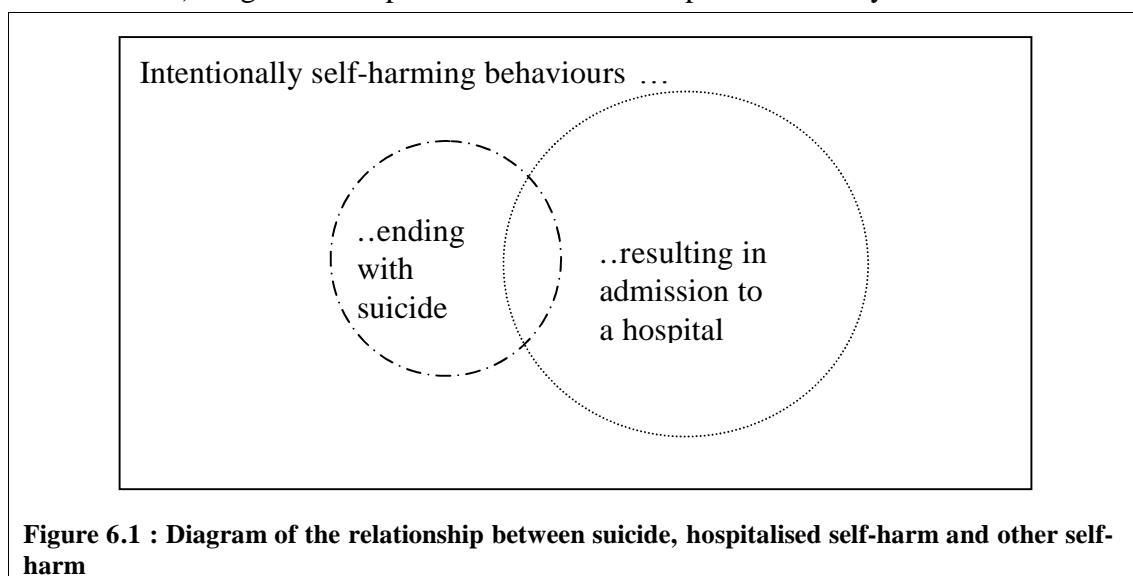 Intentionally self-harming behaviours …
..ending
with
suicide
..resulting in
admission to
a hospital
Figure 6.1 : Diagram of the relationship between suicide, hospitalised self-harm and other self-
harm